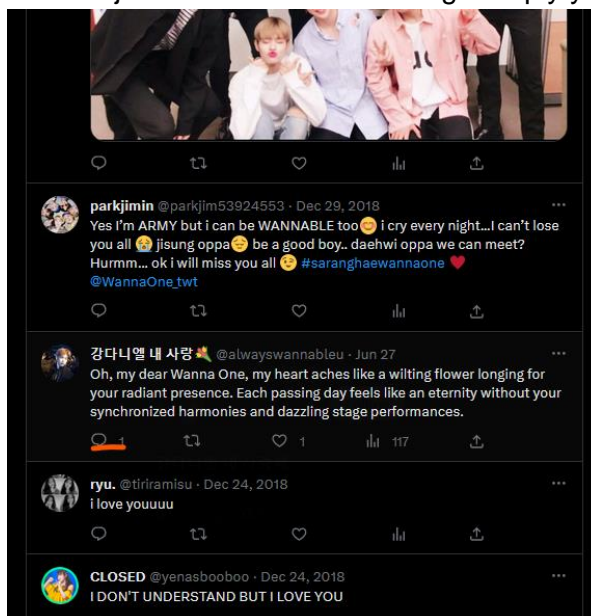 parkjimin @parkjim53924553 · Dec 29, 2018
Yes I'm ARMY but i can be WANNABLE too😊 i cry every night...I can't lose
you all 😭 jisung oppa😔 be a good boy.. daehwi oppa we can meet?
Hurmm... ok i will miss you all 😢 #saranghaewannaone ♥
@WannaOne_twt
강다니엘 내 사랑💐 @alwayswannableu · Jun 27
Oh, my dear Wanna One, my heart aches like a wilting flower longing for
your radiant presence. Each passing day feels like an eternity without your
synchronized harmonies and dazzling stage performances.
1 1 117
ryu. @tiriramisu · Dec 24, 2018
i love youuuu
CLOSED @yenasbooboo · Dec 24, 2018
I DON'T UNDERSTAND BUT I LOVE YOU